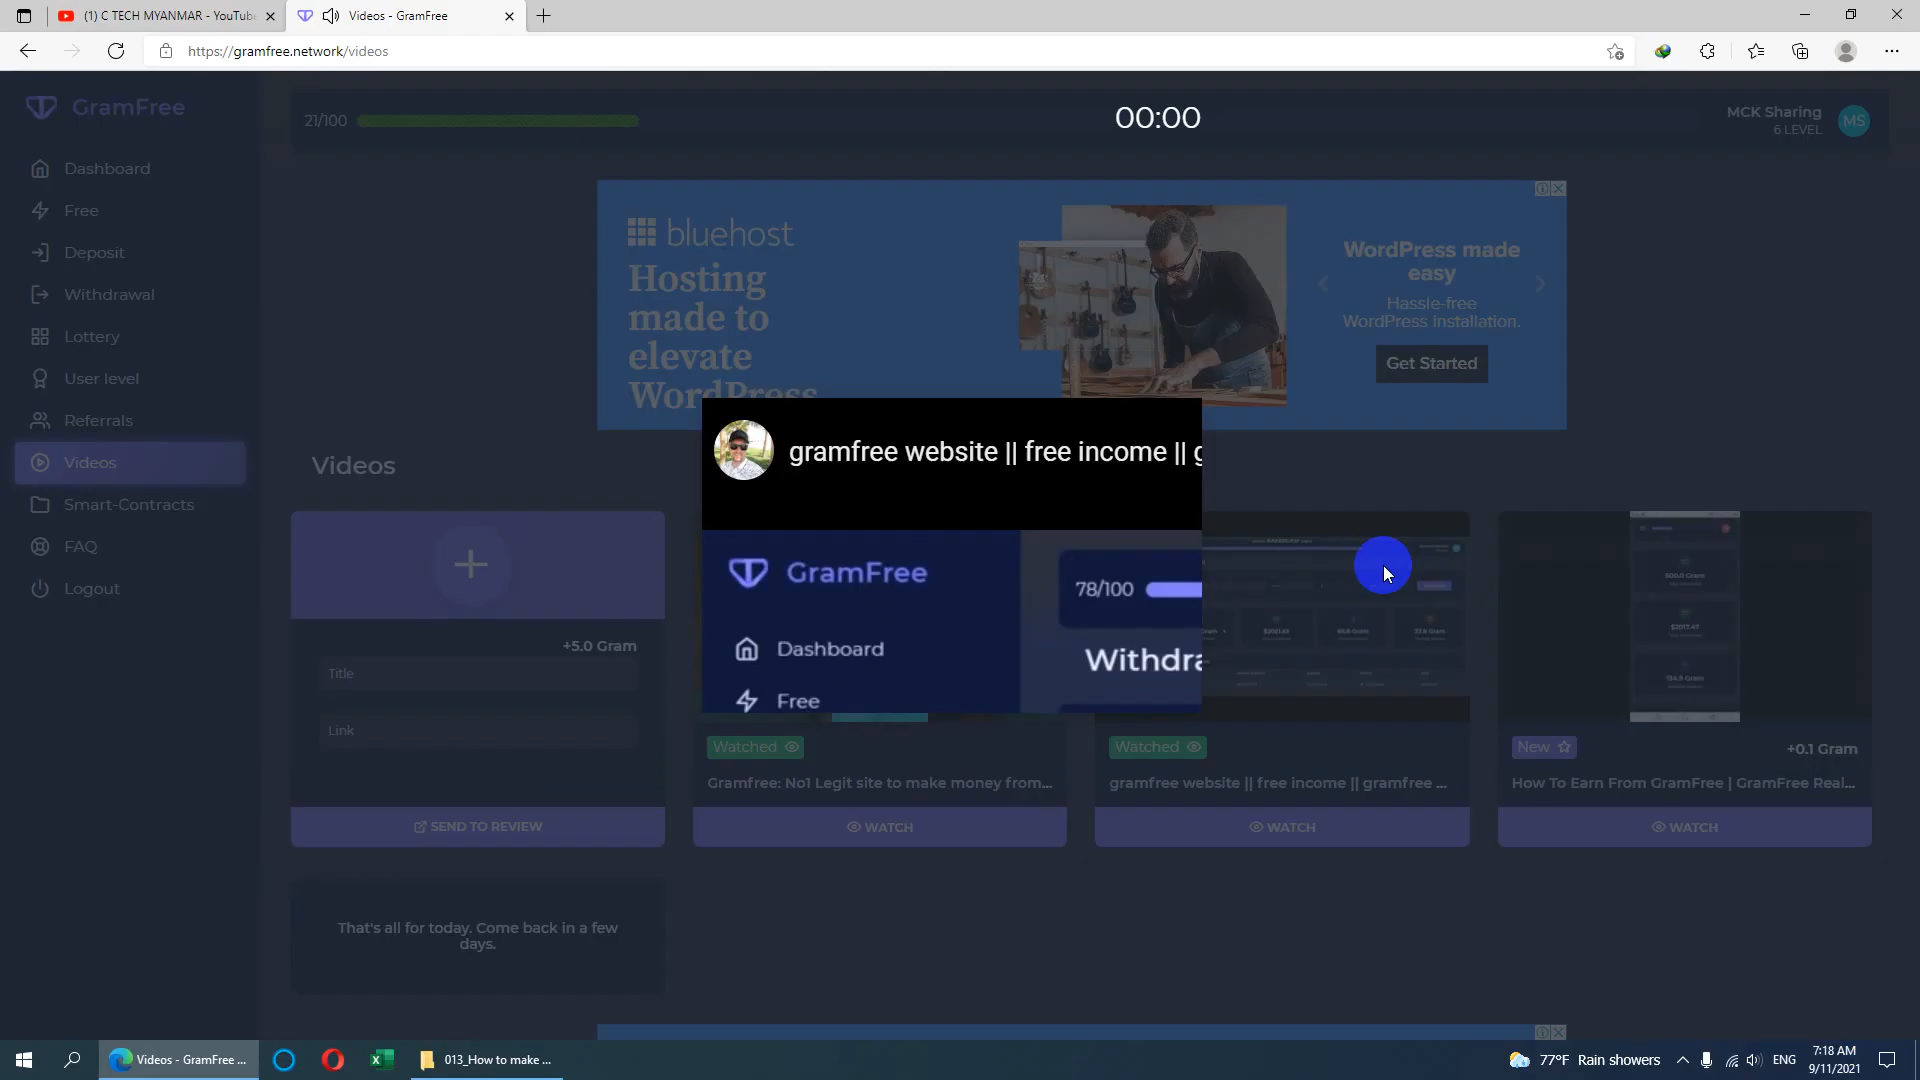 (1) C TECH MYANMAR - YouTube
Videos - GramFree
https://gramfree.network/videos
GramFree
21/100
00:00
MCK Sharing
6 LEVEL
MS
Dashboard
Free
Deposit
Withdrawal
Lottery
User level
Referrals
Videos
Smart-Contracts
FAQ
Logout
bluehost
Hosting
made to
elevate
WordPress
WordPress made
easy
Hassle-free
WordPress Installation.
Get Started
Videos
gramfree website || free income || g
GramFree
78/100
Dashboard
Withdra
Free
+5.0 Gram
Title
Link
SEND TO REVIEW
Watched
Gramfree: No1 Legit site to make money from...
WATCH
Watched
gramfree website || free income || gramfree ...
WATCH
500.0 Gram
$2017.47
New
+0.1 Gram
How To Earn From GramFree | GramFree Real...
WATCH
That's all for today. Come back in a few
days.
Videos - GramFree ...
013_How to make ...
77°F Rain showers
ENG
7:18 AM
9/11/2021